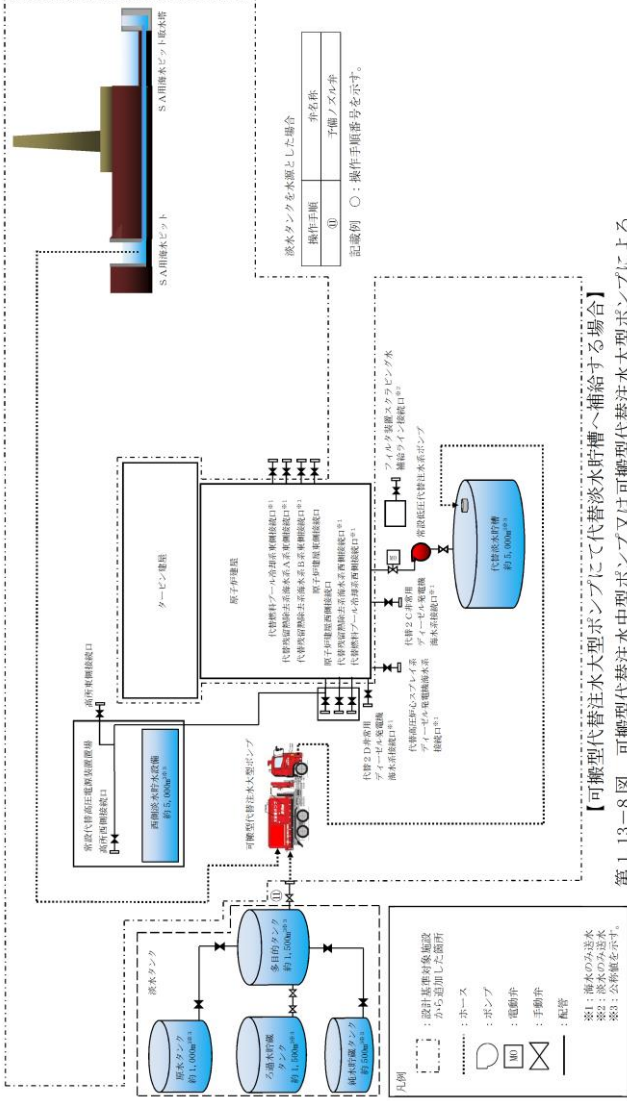 SA用海水ピット取水塔
SA用海水ピット
淡水タンクを水源とした場合
操作手順
弁名称
⑪
予備ノズル弁
記載例 ○：操作手順番号を示す。
タービン建屋
原子炉建屋
代替燃料プール冷却系東側接続口※1
代替残留熱除去系海水系A系東側接続口※1
代替残留熱除去系海水系B系東側接続口※1
原子炉建屋東側接続口
原子炉建屋西側接続口
代替残留熱除去系海水系西側接続口※1
代替燃料プール冷却系西側接続口※1
高所東側接続口
常設代替高圧電源装置置場
高所西側接続口
西側淡水貯水設備
約5,000m³※3
可搬型代替注水大型ポンプ
代替2D非常用
ディーゼル発電機
海水系接続口※1
代替高圧炉心スプレイ系
ディーゼル発電機海水系
接続口※1
代替2C非常用
ディーゼル発電機
海水系接続口※1
フィルタ装置スクラビング水
補給ライン接続口※2
常設低圧代替注水系ポンプ
代替淡水貯槽
約5,000m³※3
淡水タンク
原水タンク
約1,000m³※3
ろ過水貯蔵
タンク
約1,500m³※3
純水貯蔵タンク
約500m³※3
多目的タンク
約1,500m³※3
⑪
凡例
：設計基準対象施設
から追加した箇所
：ホース
：ポンプ
MO
：電動弁
：手動弁
：配管
※1：海水のみ送水
※2：淡水のみ送水
※3：公称値を示す。
【可搬型代替注水大型ポンプにて代替淡水貯槽へ補給する場合】
第1.13－8図 可搬型代替注水中型ポンプ又は可搬型代替注水大型ポンプによる